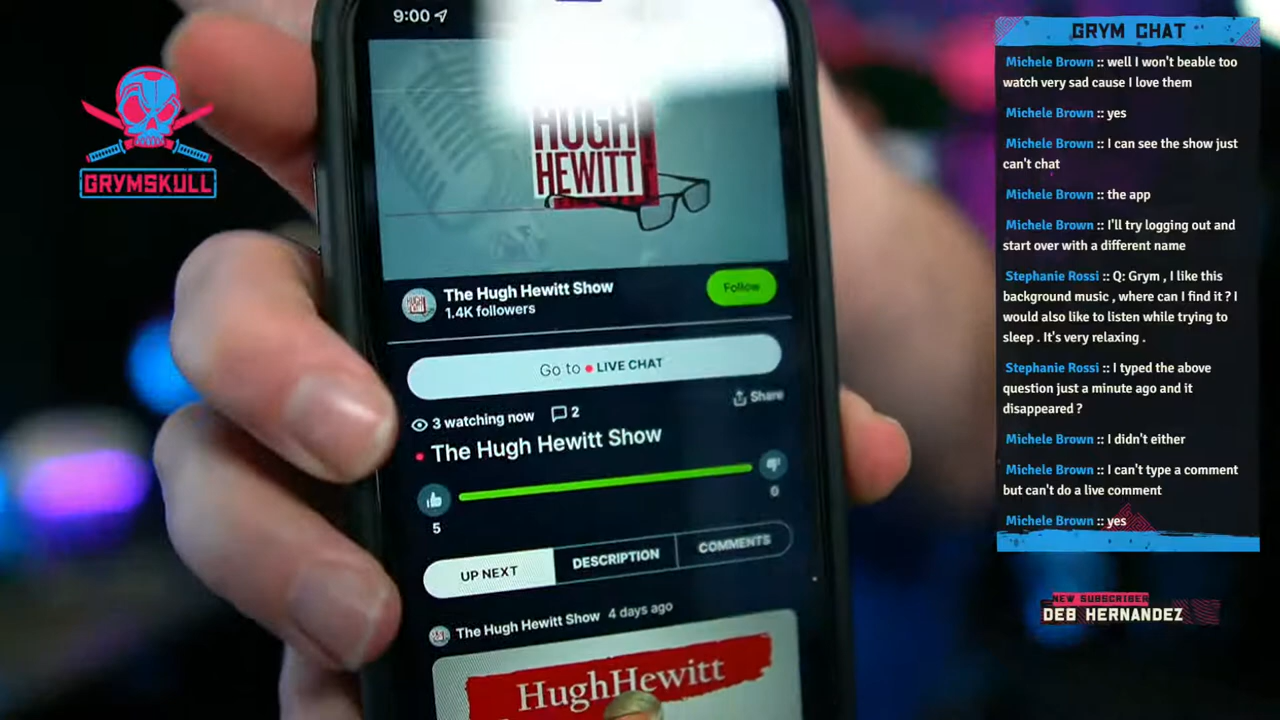 9:00
GRYMSKULL
HUGH
HEWITT
The Hugh Hewitt Show
1.4K followers
Follow
Go to • LIVE CHAT
3 watching now 2
Share
• The Hugh Hewitt Show
5
0
UP NEXT
DESCRIPTION
COMMENTS
The Hugh Hewitt Show 4 days ago
HughHewitt
GRYM CHAT
Michele Brown :: well I won't beable too
watch very sad cause I love them
Michele Brown :: yes
Michele Brown :: I can see the show just
can't chat
Michele Brown :: the app
Michele Brown :: I'll try logging out and
start over with a different name
Stephanie Rossi :: Q: Grym , I like this
background music , where can I find it ? I
would also like to listen while trying to
sleep . It's very relaxing .
Stephanie Rossi :: I typed the above
question just a minute ago and it
disappeared ?
Michele Brown :: I didn't either
Michele Brown :: I can't type a comment
but can't do a live comment
Michele Brown :: yes
NEW SUBSCRIBER
DEB HERNANDEZ